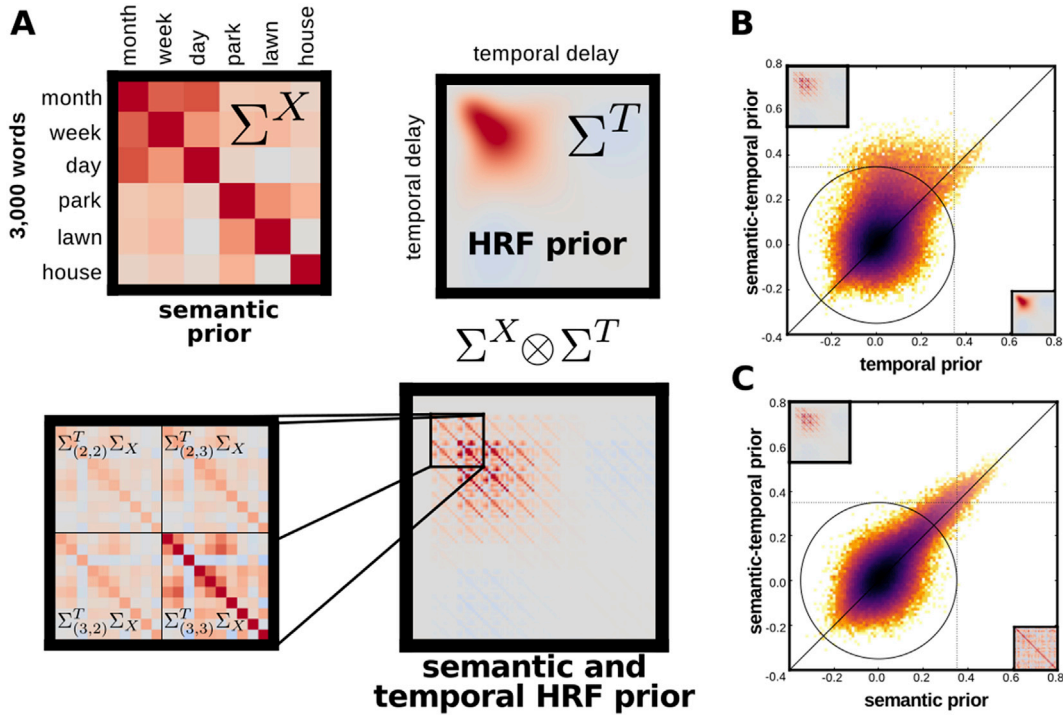 A
month
week
day
park
lawn
house
3,000 words
month
week
day
park
lawn
house
Σ^X
semantic
prior
temporal delay
temporal delay
Σ^T
HRF prior
Σ^X ⊗ Σ^T
Σ^T_(2,2) Σ_X
Σ^T_(2,3) Σ_X
Σ^T_(3,2) Σ_X
Σ^T_(3,3) Σ_X
semantic and
temporal HRF prior
B
semantic-temporal prior
0.8
0.6
0.4
0.2
0.0
-0.2
-0.4
-0.2
0.0
0.2
0.4
0.6
0.8
temporal prior
C
semantic-temporal prior
0.8
0.6
0.4
0.2
0.0
-0.2
-0.4
-0.2
0.0
0.2
0.4
0.6
0.8
semantic prior